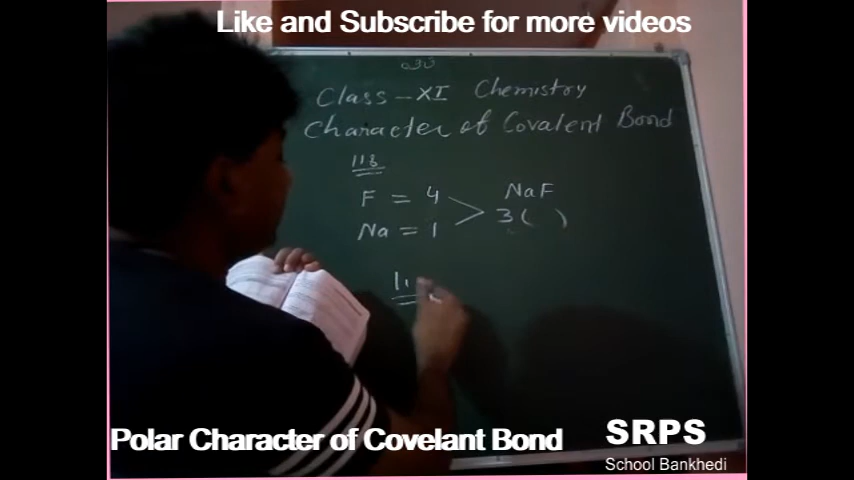 Like and Subscribe for more videos
Class - XI Chemistry
Character of Covalent Bond
118
F = 4
Na = 1
NaF
3 ( )
Polar Character of Covelant Bond
SRPS
School Bankhedi